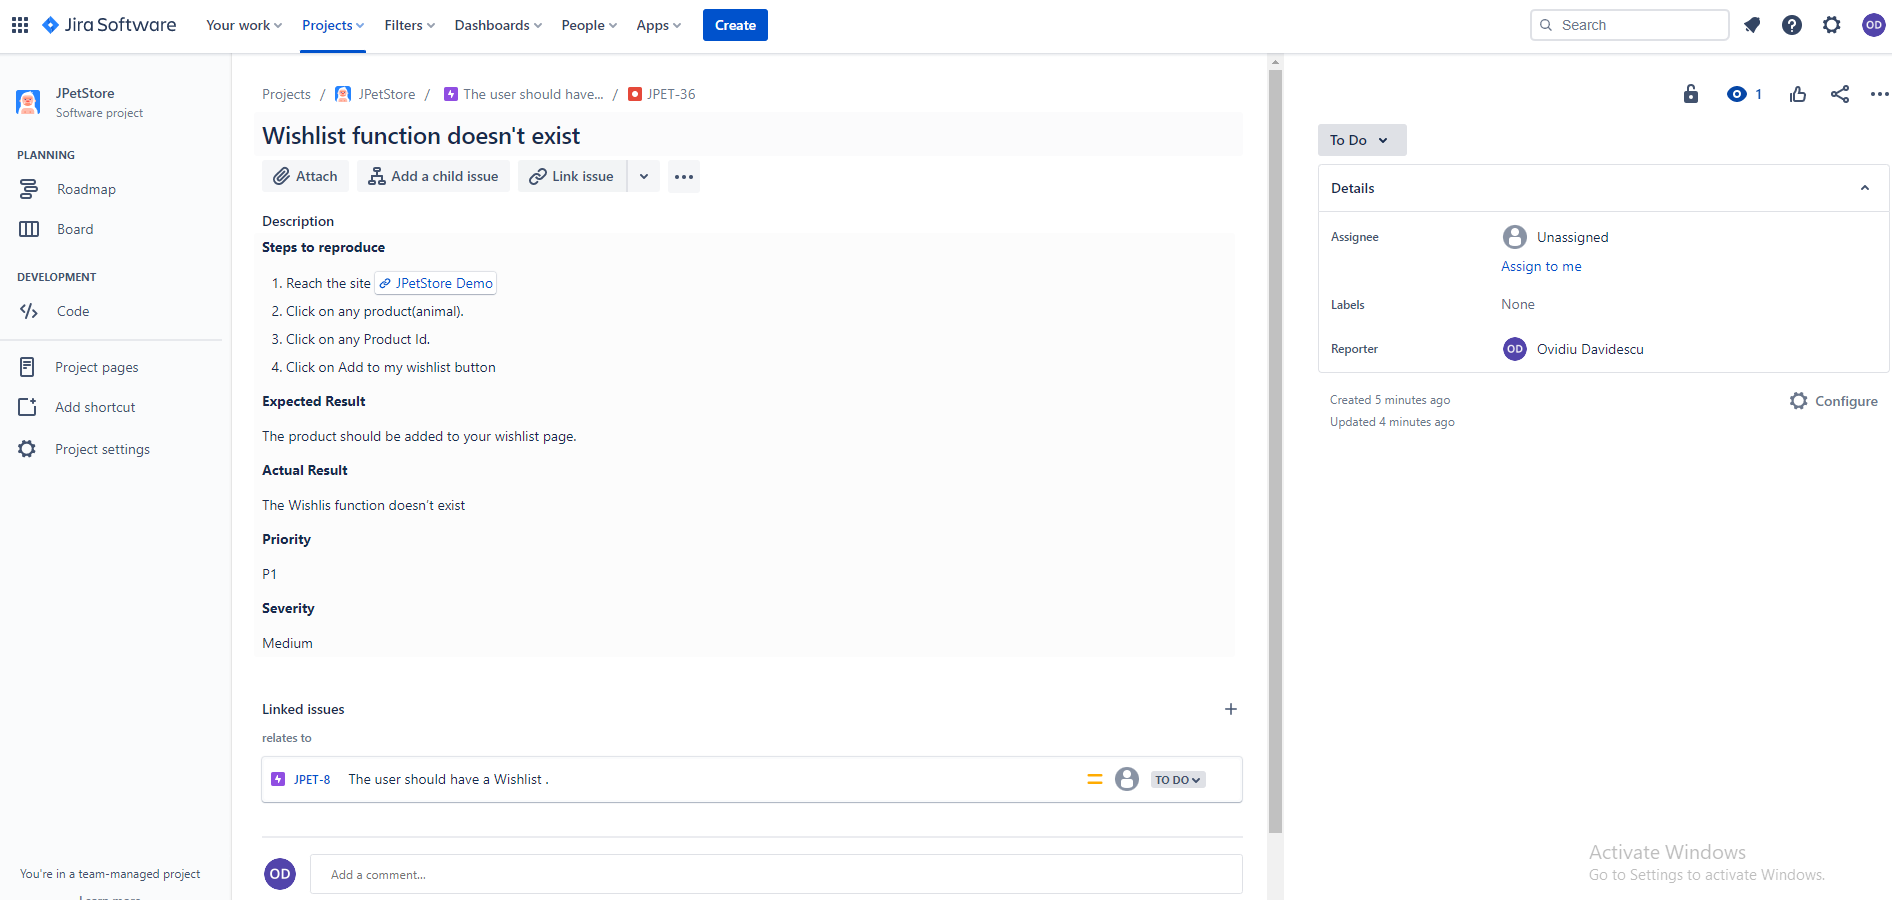 Jira Software Your work Projects Filters Dashboards People Apps Create Search OD
JPetStore
Software project
PLANNING
Roadmap
Board
DEVELOPMENT
Code
Project pages
Add shortcut
Project settings
You're in a team-managed project
Learn more
Projects / JPetStore / The user should have... / JPET-36
Wishlist function doesn't exist
Attach Add a child issue Link issue
Description
Steps to reproduce
1. Reach the site JPetStore Demo
2. Click on any product(animal).
3. Click on any Product Id.
4. Click on Add to my wishlist button
Expected Result
The product should be added to your wishlist page.
Actual Result
The Wishlis function doesn't exist
Priority
P1
Severity
Medium
Linked issues
relates to
JPET-8 The user should have a Wishlist . TO DO
OD Add a comment...
1
To Do
Details
Assignee Unassigned
Assign to me
Labels None
Reporter OD Ovidiu Davidescu
Created 5 minutes ago Configure
Updated 4 minutes ago
Activate Windows
Go to Settings to activate Windows.